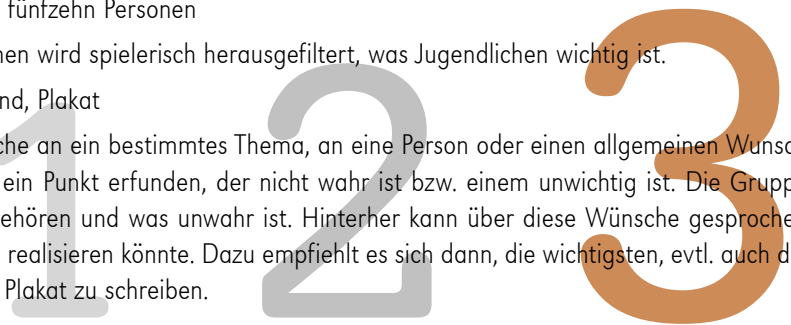 fünfzehn Personen
nen wird spielerisch herausgefiltert, was Jugendlichen wichtig ist.
nd, Plakat
che an ein bestimmtes Thema, an eine Person oder einen allgemeinen Wunsc
ein Punkt erfunden, der nicht wahr ist bzw. einem unwichtig ist. Die Grupp
ehören und was unwahr ist. Hinterher kann über diese Wünsche gesproche
realisieren könnte. Dazu empfiehlt es sich dann, die wichtigsten, evtl. auch d
Plakat zu schreiben.
1 2 3